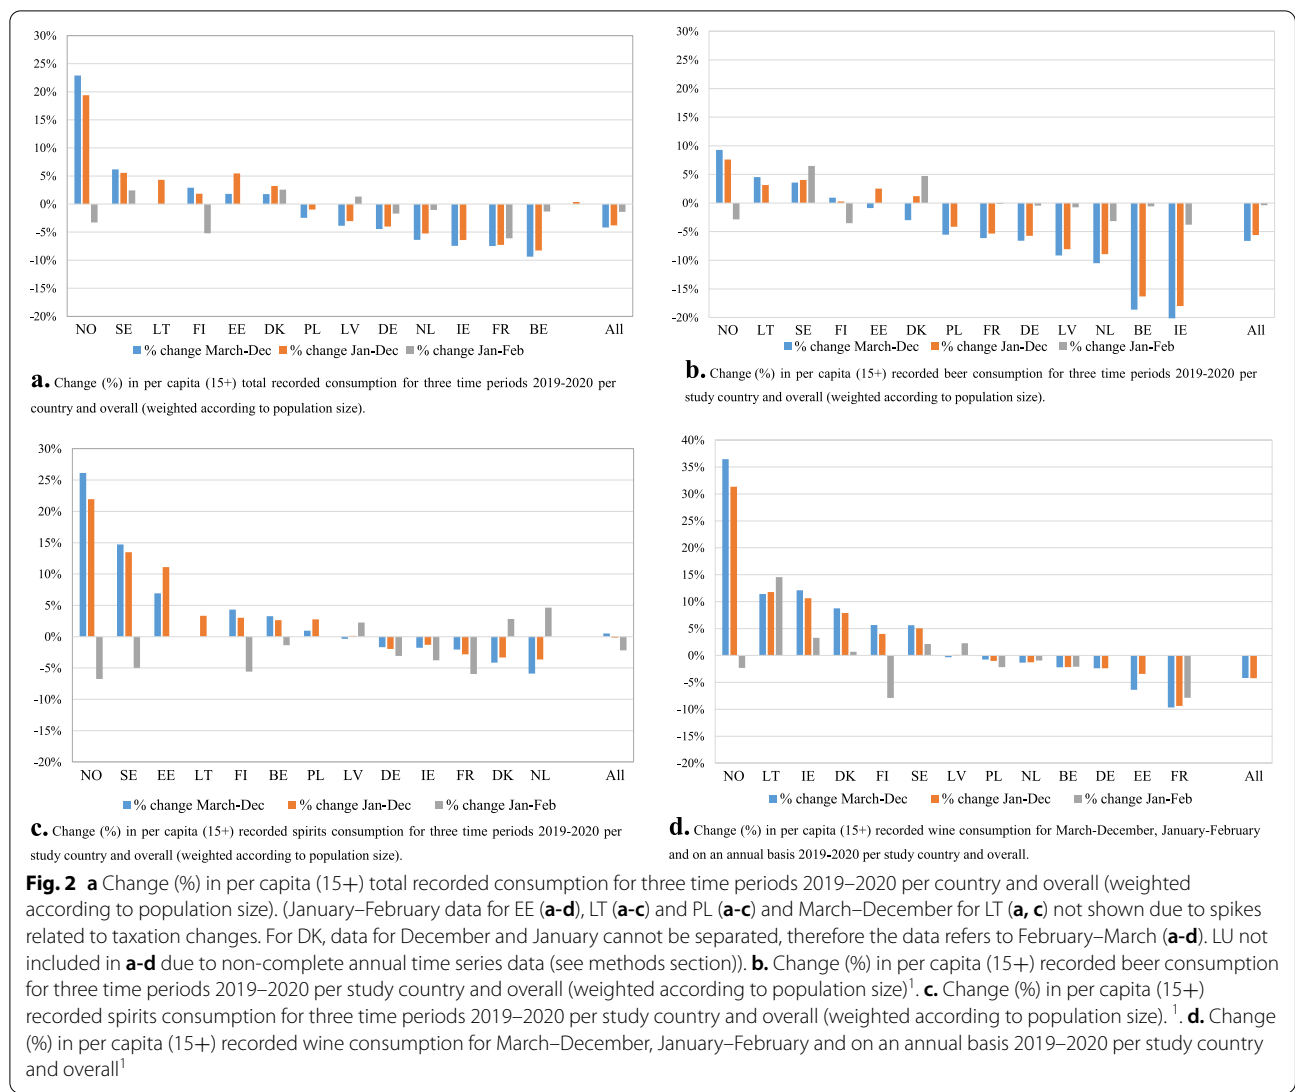 30%
25%
20%
15%
10%
5%
0%
-5%
-10%
-15%
-20%
NO SE LT FI EE DK PL LV DE NL IE FR BE All
% change March-Dec % change Jan-Dec % change Jan-Feb
a. Change (%) in per capita (15+) total recorded consumption for three time periods 2019-2020 per
country and overall (weighted according to population size).
30%
25%
20%
15%
10%
5%
0%
-5%
-10%
-15%
-20%
NO LT SE FI EE DK PL FR DE LV NL BE IE All
% change March-Dec % change Jan-Dec % change Jan-Feb
b. Change (%) in per capita (15+) recorded beer consumption for three time periods 2019-2020 per
study country and overall (weighted according to population size).
30%
25%
20%
15%
10%
5%
0%
-5%
-10%
-15%
-20%
NO SE EE LT FI BE PL LV DE IE FR DK NL All
% change March-Dec % change Jan-Dec % change Jan-Feb
c. Change (%) in per capita (15+) recorded spirits consumption for three time periods 2019-2020 per
study country and overall (weighted according to population size).
40%
35%
30%
25%
20%
15%
10%
5%
0%
-5%
-10%
-15%
-20%
NO LT IE DK FI SE LV PL NL BE DE EE FR All
% change March-Dec % change Jan-Dec % change Jan-Feb
d. Change (%) in per capita (15+) recorded wine consumption for March-December, January-February
and on an annual basis 2019-2020 per study country and overall.
Fig. 2 a Change (%) in per capita (15+) total recorded consumption for three time periods 2019–2020 per country and overall (weighted
according to population size). (January–February data for EE (a-d), LT (a-c) and PL (a-c) and March–December for LT (a, c) not shown due to spikes
related to taxation changes. For DK, data for December and January cannot be separated, therefore the data refers to February–March (a-d). LU not
included in a-d due to non-complete annual time series data (see methods section)). b. Change (%) in per capita (15+) recorded beer consumption
for three time periods 2019–2020 per study country and overall (weighted according to population size)¹. c. Change (%) in per capita (15+)
recorded spirits consumption for three time periods 2019–2020 per study country and overall (weighted according to population size). ¹. d. Change
(%) in per capita (15+) recorded wine consumption for March–December, January–February and on an annual basis 2019–2020 per study country
and overall¹